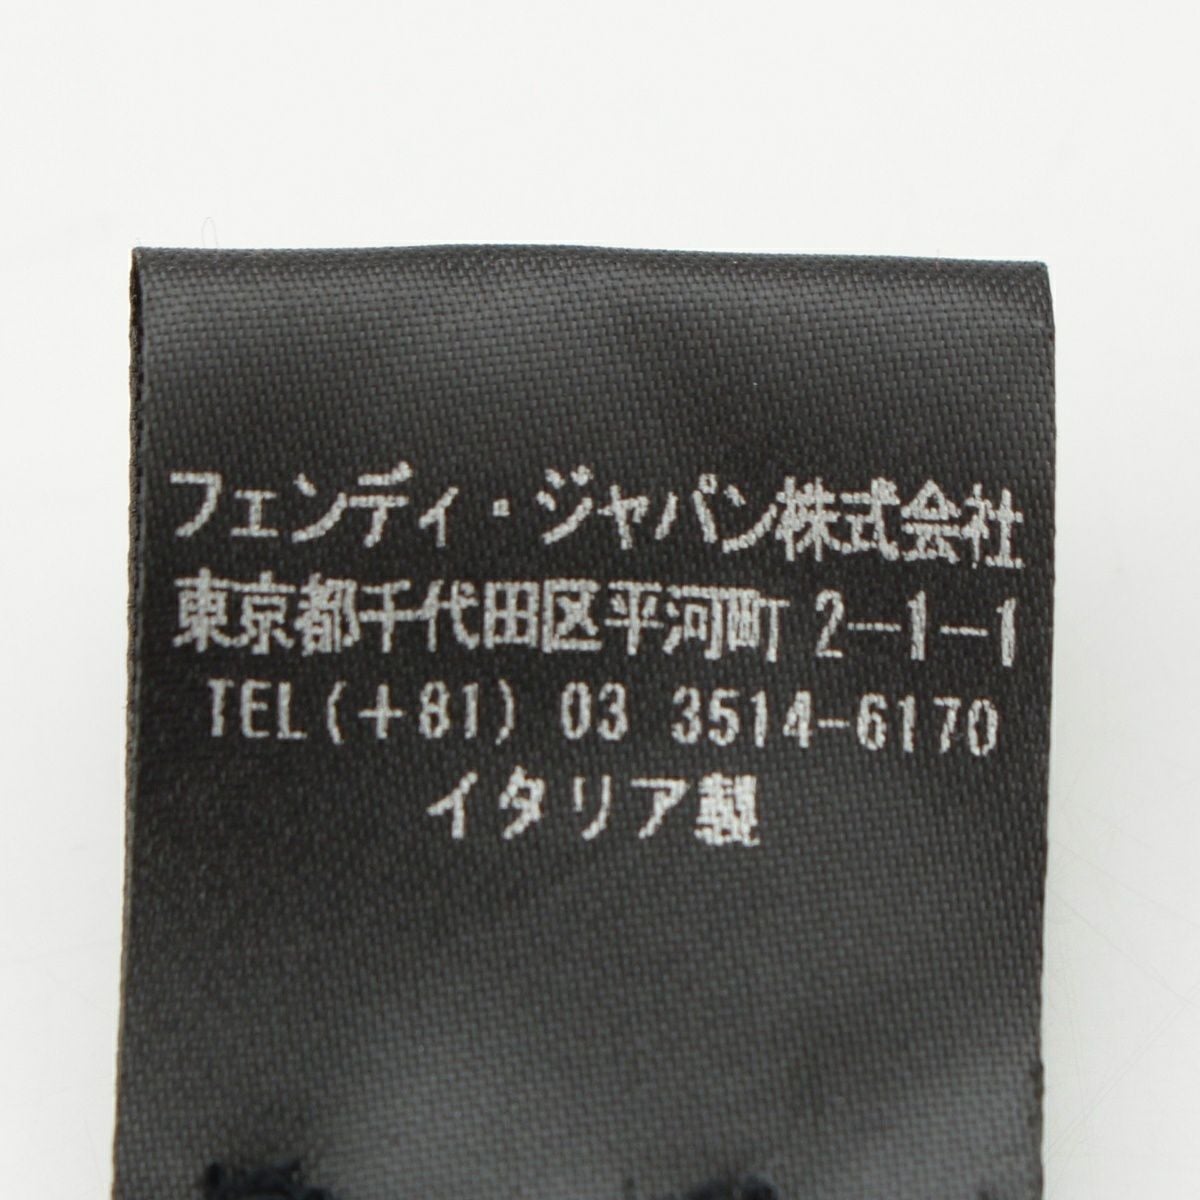 フェンディ・ジャパン株式会社
東京都千代田区平河町 2-1-1
TEL(+81) 03 3514-6170
イタリア製